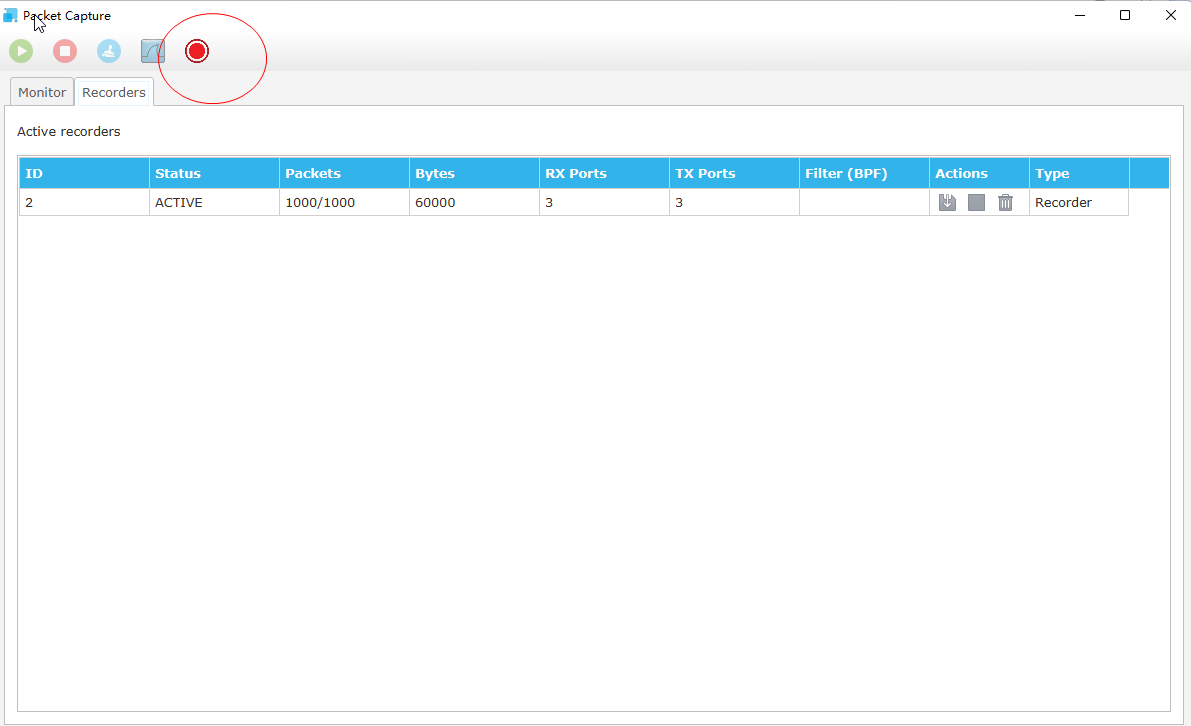 Packet Capture
Monitor Recorders
Active recorders
ID Status Packets Bytes RX Ports TX Ports Filter (BPF) Actions Type
2 ACTIVE 1000/1000 60000 3 3 Recorder